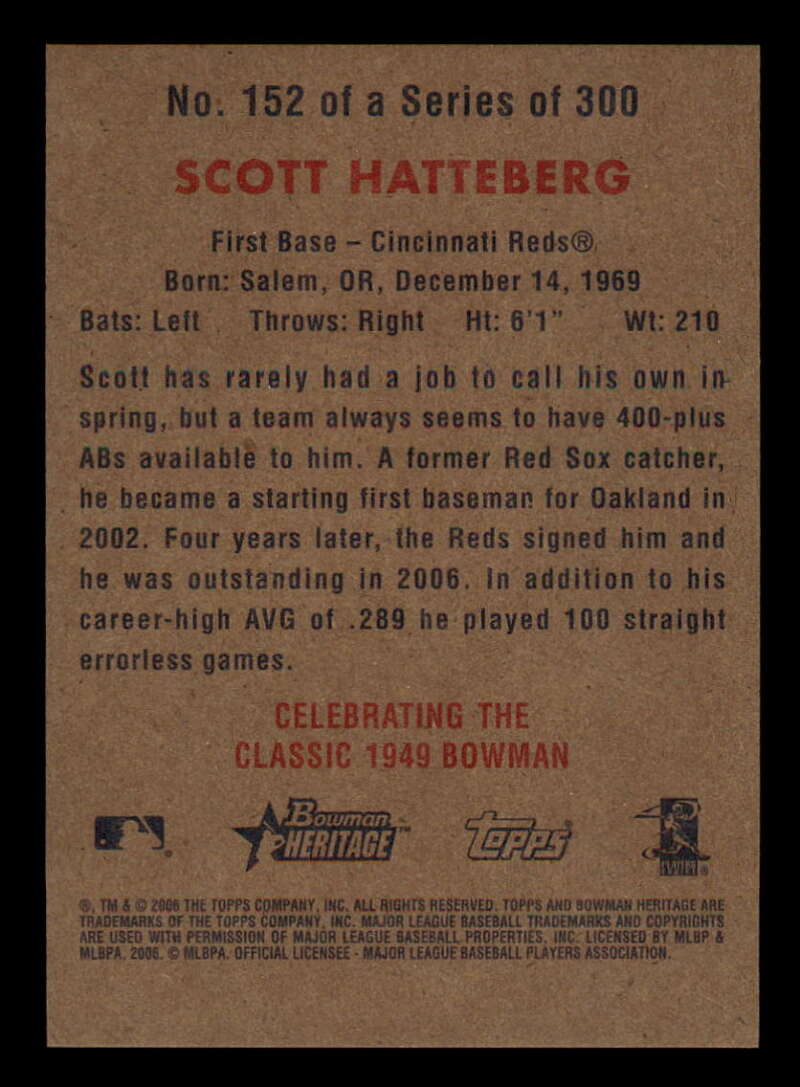 No. 152 of a Series of 300
SCOTT HATTEBERG
First Base – Cincinnati Reds®
Born: Salem, OR, December 14, 1969
Bats: Left Throws: Right Ht: 6'1" Wt: 210
Scott has rarely had a job to call his own in
spring, but a team always seems to have 400-plus
ABs available to him. A former Red Sox catcher,
he became a starting first baseman for Oakland in
2002. Four years later, the Reds signed him and
he was outstanding in 2006. In addition to his
career-high AVG of .289 he played 100 straight
errorless games.
CELEBRATING THE
CLASSIC 1949 BOWMAN
Bowman
HERITAGE™
Topps
®, TM & © 2006 THE TOPPS COMPANY, INC. ALL RIGHTS RESERVED. TOPPS AND BOWMAN HERITAGE ARE
TRADEMARKS OF THE TOPPS COMPANY, INC. MAJOR LEAGUE BASEBALL TRADEMARKS AND COPYRIGHTS
ARE USED WITH PERMISSION OF MAJOR LEAGUE BASEBALL PROPERTIES, INC. LICENSED BY MLBP &
MLBPA. 2006. © MLBPA. OFFICIAL LICENSEE - MAJOR LEAGUE BASEBALL PLAYERS ASSOCIATION.